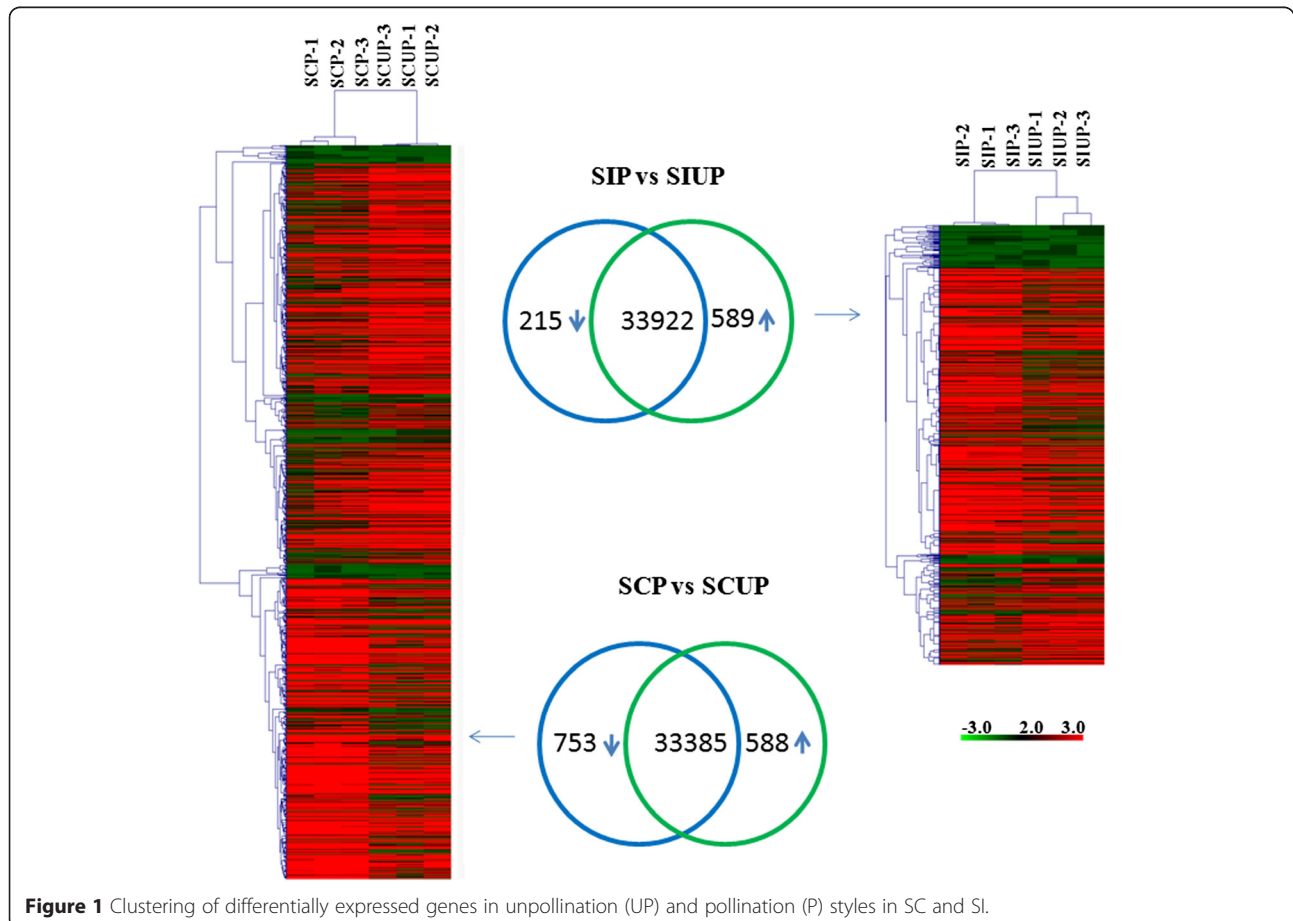 SCP-1
SCP-2
SCP-3
SCUP-3
SCUP-1
SCUP-2
SIP-2
SIP-1
SIP-3
SIUP-1
SIUP-2
SIUP-3
SIP vs SIUP
215 33922 589
SCP vs SCUP
753 33385 588
-3.0 2.0 3.0
Figure 1 Clustering of differentially expressed genes in unpollination (UP) and pollination (P) styles in SC and SI.